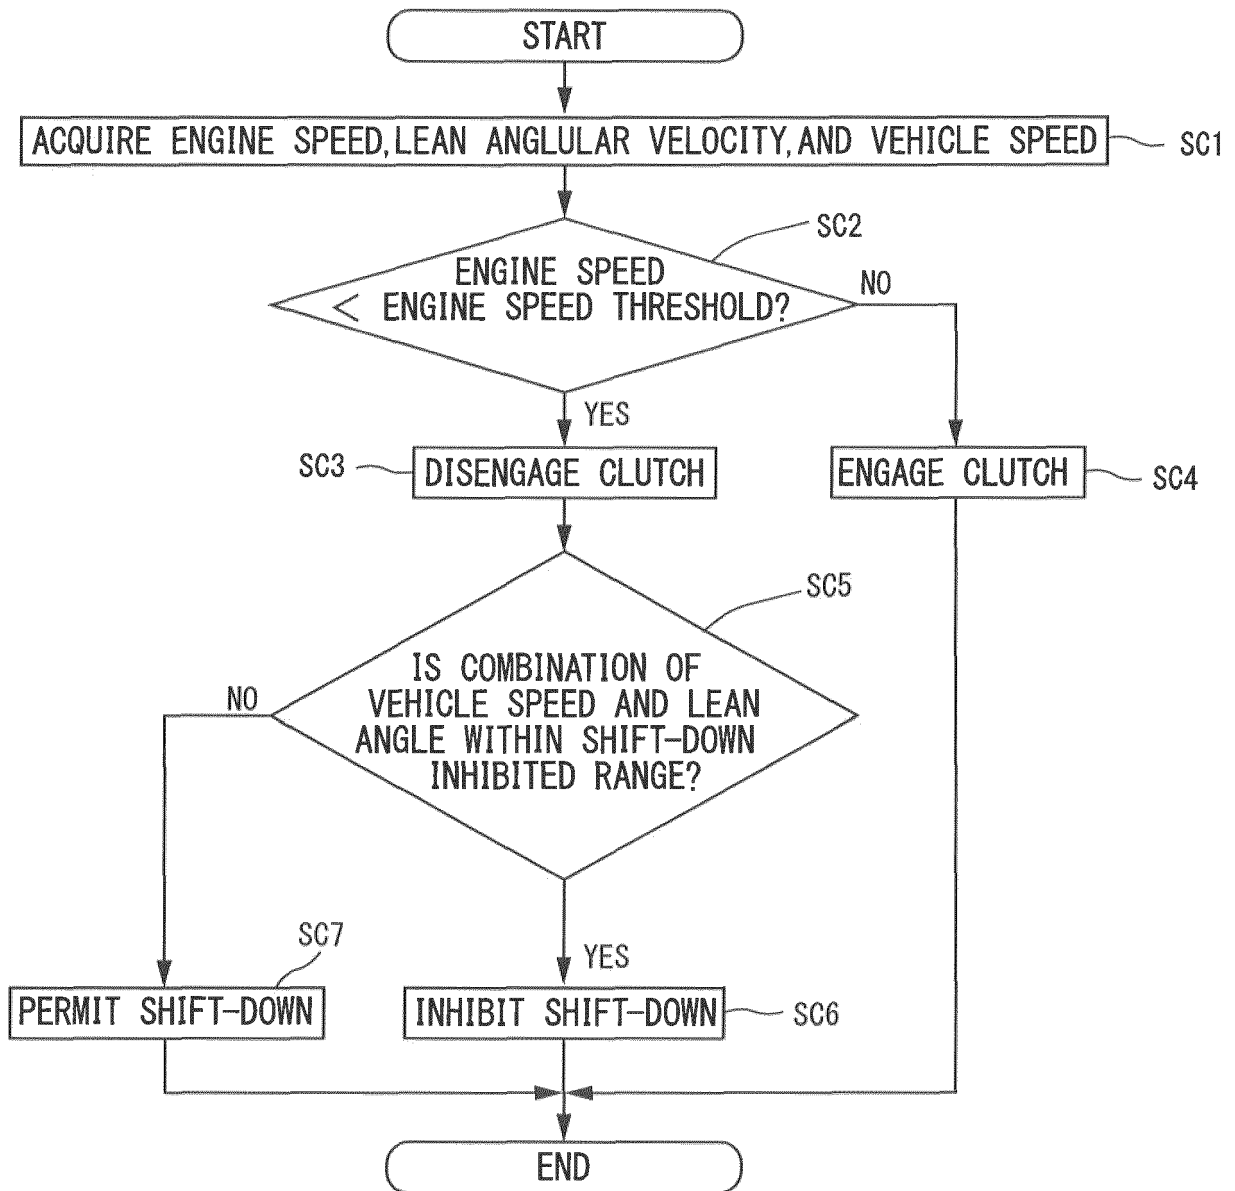 START
ACQUIRE ENGINE SPEED, LEAN ANGLULAR VELOCITY, AND VEHICLE SPEED
SC1
SC2
ENGINE SPEED
< ENGINE SPEED THRESHOLD?
NO
YES
SC3
DISENGAGE CLUTCH
ENGAGE CLUTCH
SC4
SC5
IS COMBINATION OF
VEHICLE SPEED AND LEAN
ANGLE WITHIN SHIFT-DOWN
INHIBITED RANGE?
NO
YES
SC7
PERMIT SHIFT-DOWN
INHIBIT SHIFT-DOWN
SC6
END